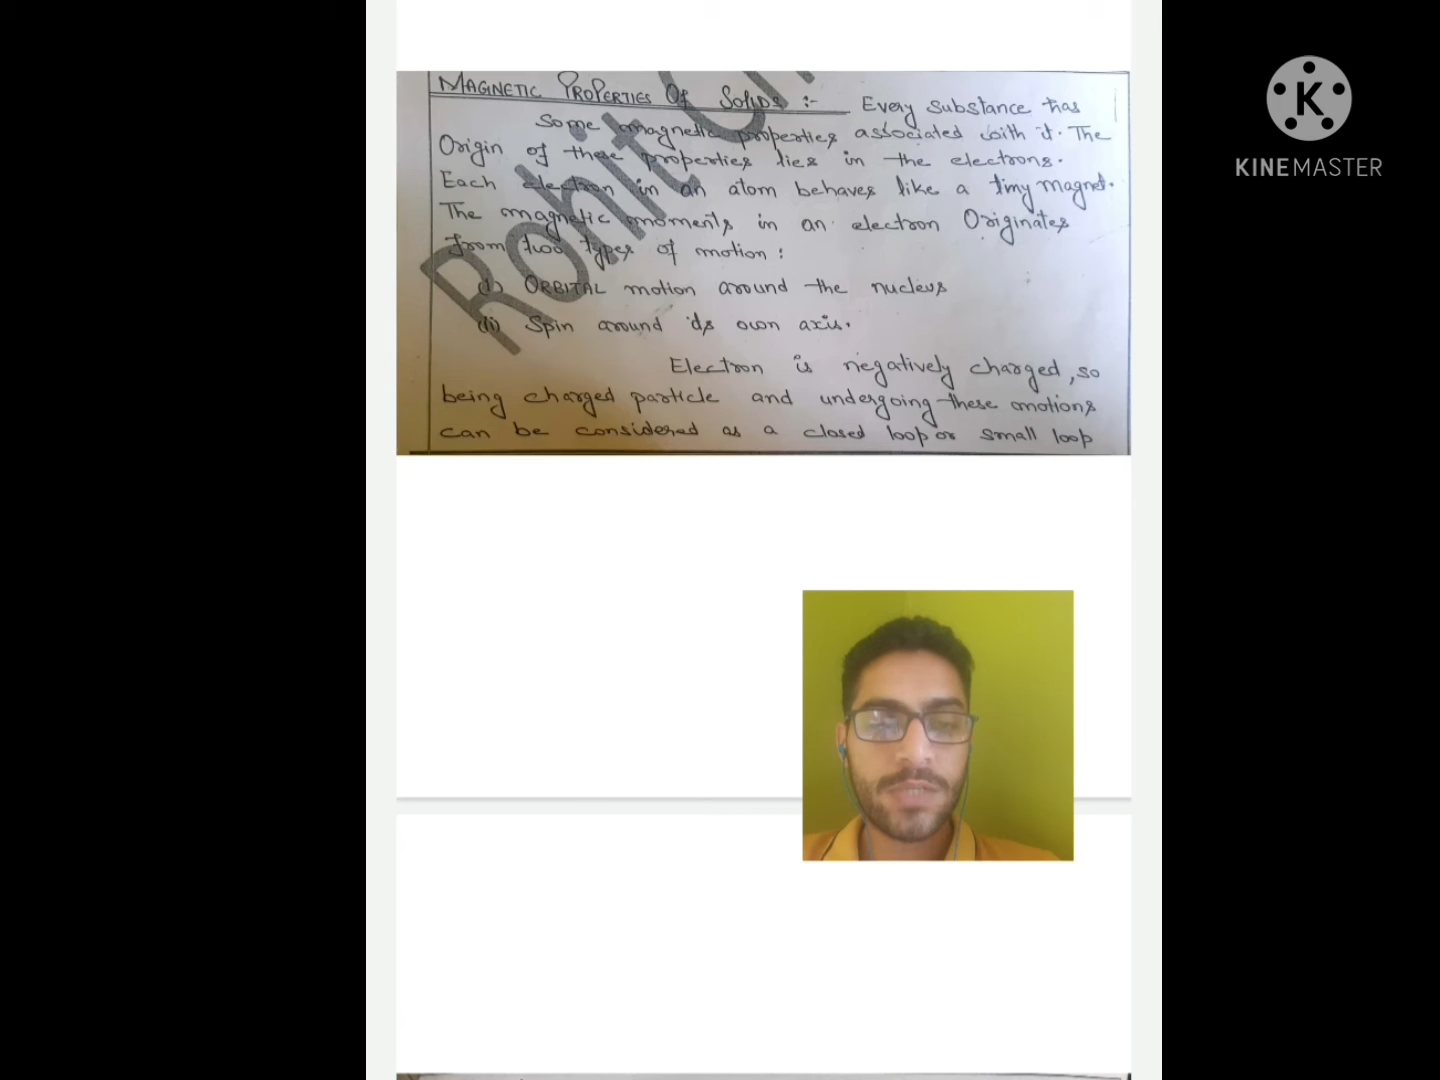 MAGNETIC PROPERTIES OF SOLIDS :- Every substance has
Some magnetic properties associated with it. The
Origin of these properties lies in the electrons.
Each electron in an atom behaves like a tiny magnet.
The magnetic moments in an electron Originates
from two types of motion :
(i) ORBITAL motion around the nucleus
(ii) Spin around its own axis.
Electron is negatively charged, so
being charged particle and undergoing these motions
can be considered as a closed loop or small loop
Rohit
K
KINEMASTER